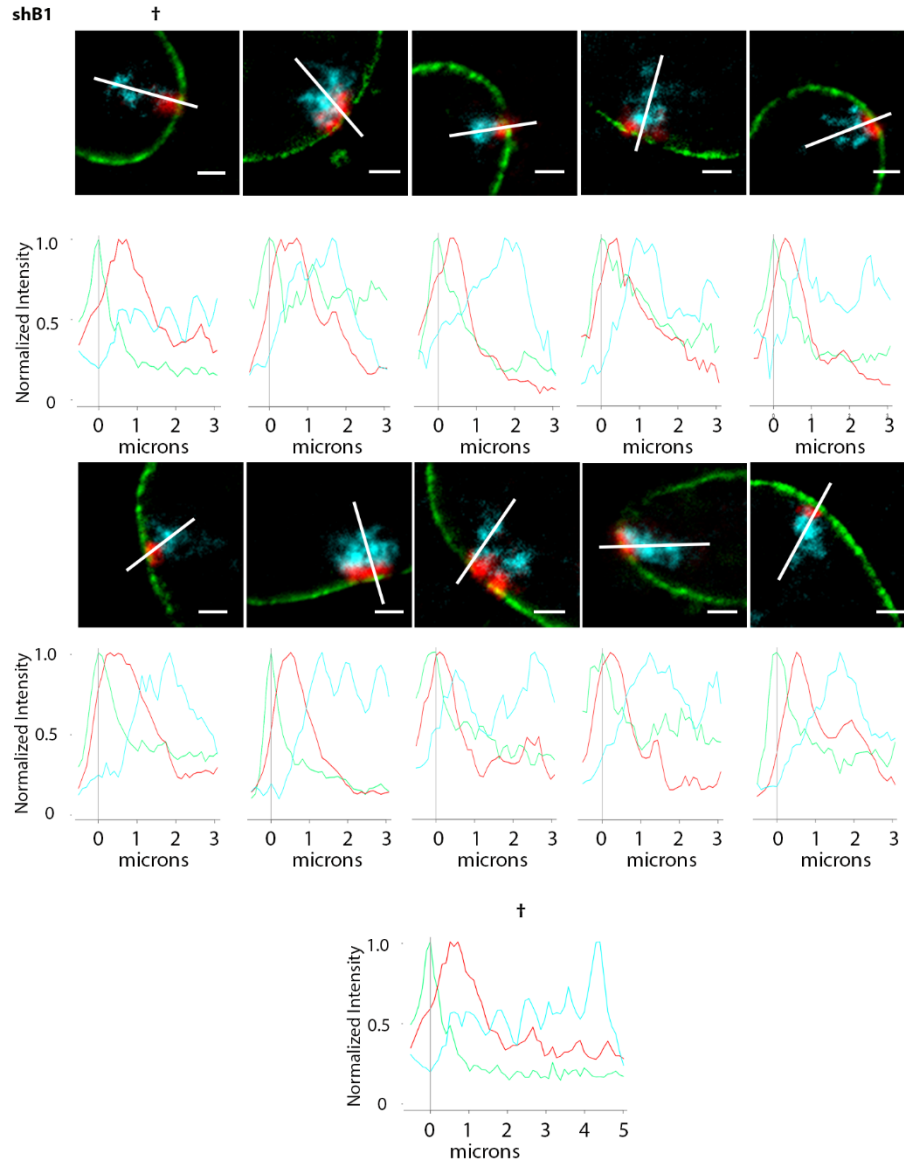 shB1 †
Normalized Intensity
1.0
0.5
0
0 1 2 3 0 1 2 3 0 1 2 3 0 1 2 3 0 1 2 3
microns microns microns microns microns
Normalized Intensity
1.0
0.5
0
0 1 2 3 0 1 2 3 0 1 2 3 0 1 2 3 0 1 2 3
microns microns microns microns microns
†
Normalized Intensity
1.0
0.5
0
0 1 2 3 4 5
microns